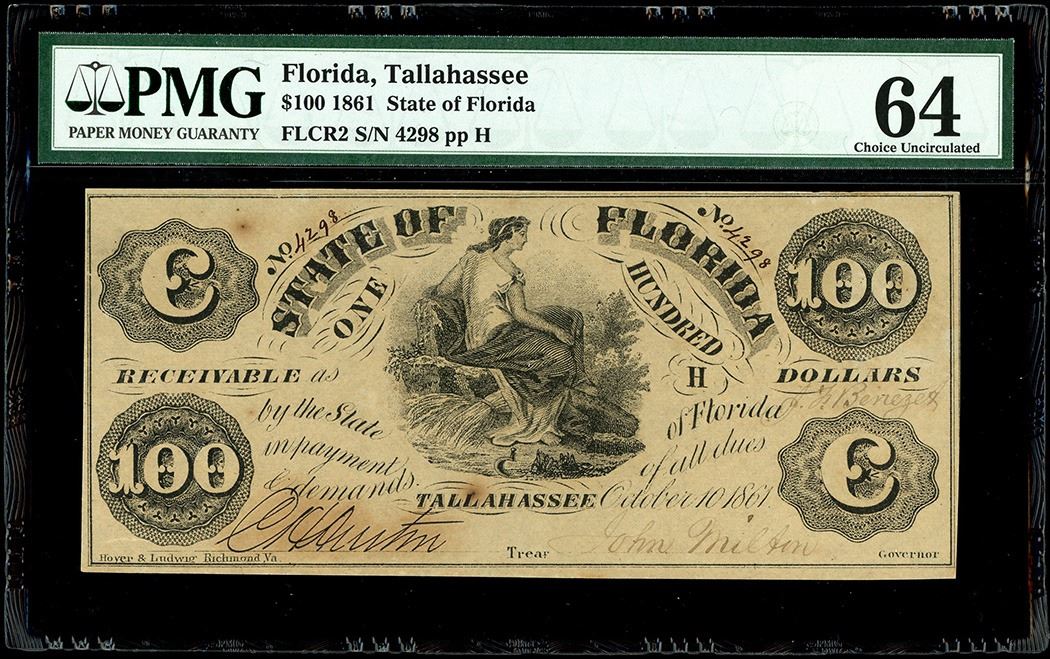 PMG
PAPER MONEY GUARANTY
Florida, Tallahassee
$100 1861 State of Florida
FLCR2 S/N 4298 pp H
64
Choice Uncirculated
C
No. 4298
STATE OF FLORIDA
No. 4298
100
ONE HUNDRED
RECEIVABLE as
H
DOLLARS
by the State
of Florida
in payment
of all dues
& demands.
100
C
TALLAHASSEE October 10 1861.
Treas
John Milton
Governor
Hoyer & Ludwig Richmond, Va.